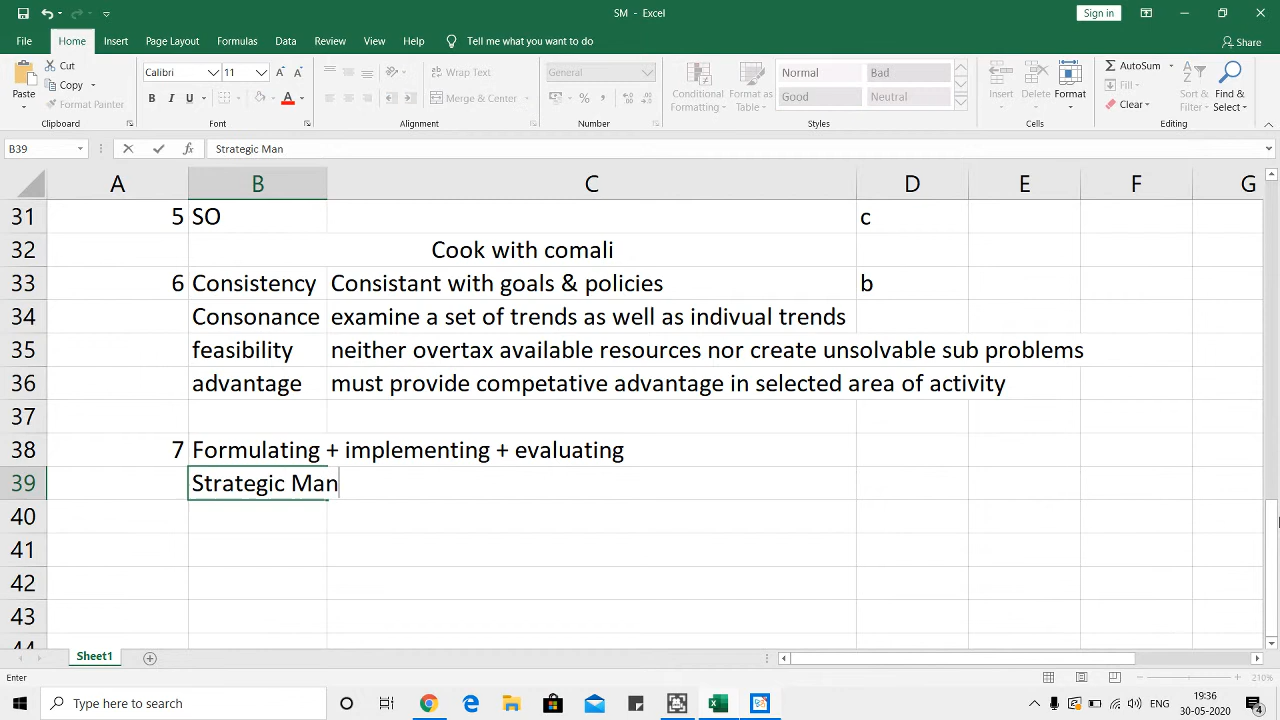 SM - Excel
Sign in
File Home Insert Page Layout Formulas Data Review View Help Tell me what you want to do Share
Paste Cut Copy Format Painter Clipboard
Calibri 11 B I U A A A Font
Wrap Text Merge & Center Alignment
General % , Number
Conditional Formatting Format as Table Normal Bad Good Neutral Styles
Insert Delete Format Cells
AutoSum Fill Clear Sort & Filter Find & Select Editing
B39 fx Strategic Man
A B C D E F G
31 5 SO c
32 Cook with comali
33 6 Consistency Consistant with goals & policies b
34 Consonance examine a set of trends as well as indivual trends
35 feasibility neither overtax available resources nor create unsolvable sub problems
36 advantage must provide competative advantage in selected area of activity
37
38 7 Formulating + implementing + evaluating
39 Strategic Man
40
41
42
43
44
Sheet1
Enter 210%
Type here to search ENG 19:36
30-05-2020 4